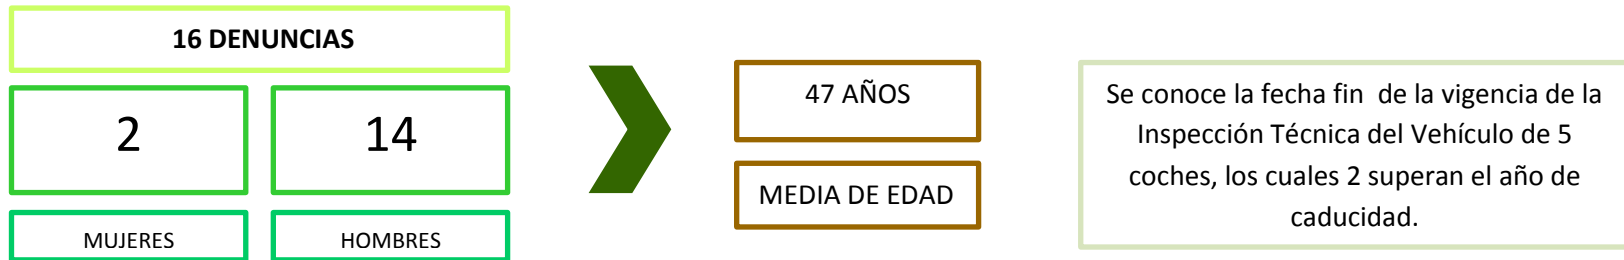 16 DENUNCIAS
2
14
MUJERES
HOMBRES
47 AÑOS
MEDIA DE EDAD
Se conoce la fecha fin de la vigencia de la
Inspección Técnica del Vehículo de 5
coches, los cuales 2 superan el año de
caducidad.